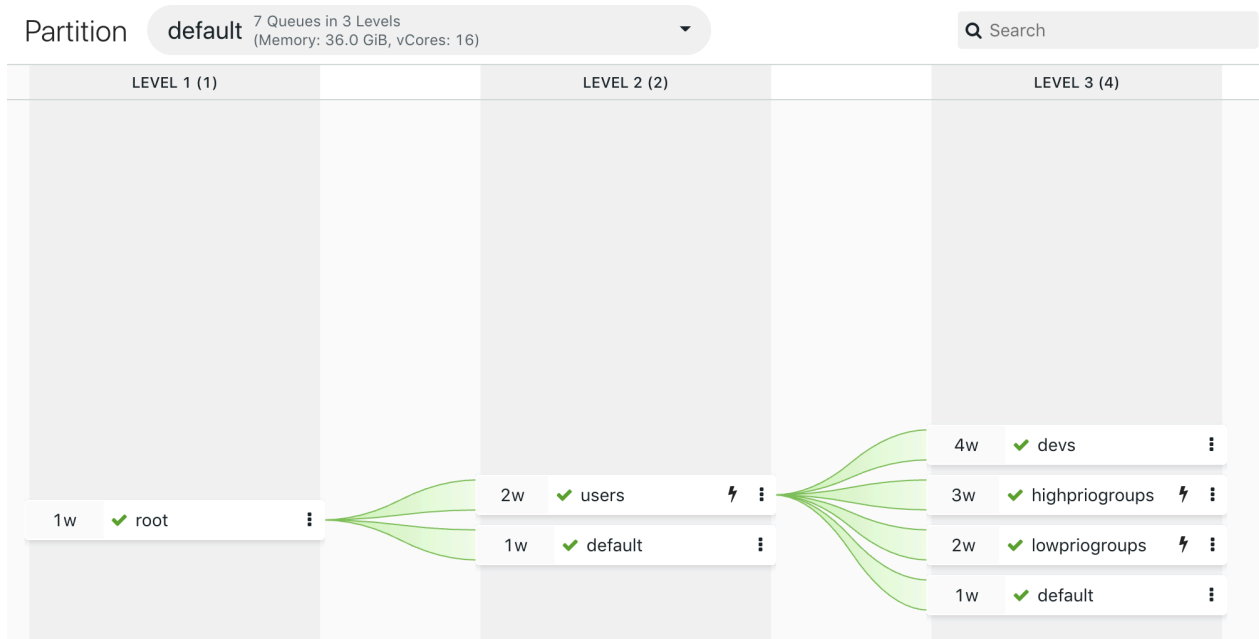 Partition
default
7 Queues in 3 Levels
(Memory: 36.0 GiB, vCores: 16)
Search
LEVEL 1 (1)
LEVEL 2 (2)
LEVEL 3 (4)
1w root
2w users
1w default
4w devs
3w highpriogroups
2w lowpriogroups
1w default